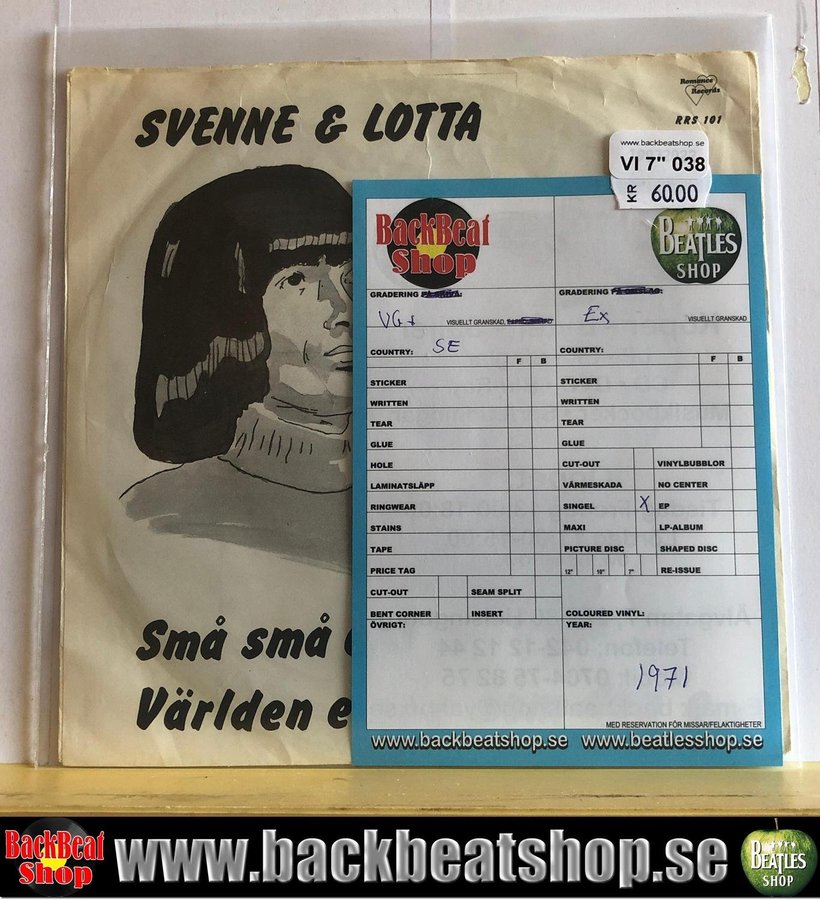 SVENNE & LOTTA
Romance
Records
RRS 101
www.backbeatshop.se
VI 7" 038
KR 60.00
BackBeat
Shop
BEATLES
SHOP
GRADERING
VG+
VISUELLT GRANSKAD,
GRADERING
Ex
VISUELLT GRANSKAD
COUNTRY: SE
COUNTRY:
F B
F B
STICKER
WRITTEN
TEAR
GLUE
HOLE
LAMINATSLÄPP
RINGWEAR
STAINS
TAPE
PRICE TAG
CUT-OUT SEAM SPLIT
BENT CORNER INSERT
ÖVRIGT:
STICKER
WRITTEN
TEAR
GLUE
CUT-OUT VINYLBUBBLOR
VÄRMESKADA NO CENTER
SINGEL X EP
MAXI LP-ALBUM
PICTURE DISC SHAPED DISC
12" 10" 7" RE-ISSUE
COLOURED VINYL:
YEAR:
1971
MED RESERVATION FÖR MISSAR/FELAKTIGHETER
www.backbeatshop.se www.beatlesshop.se
Små små
Världen e
BackBeat
Shop
www.backbeatshop.se
BEATLES
SHOP